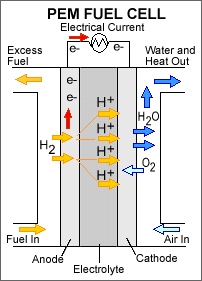 PEM FUEL CELL
Electrical Current
Excess
Fuel
Water and
Heat Out
e-
e-
e-
e-
H+
H+
H+
H+
H2
H2O
O2
Fuel In
Air In
Anode
Cathode
Electrolyte